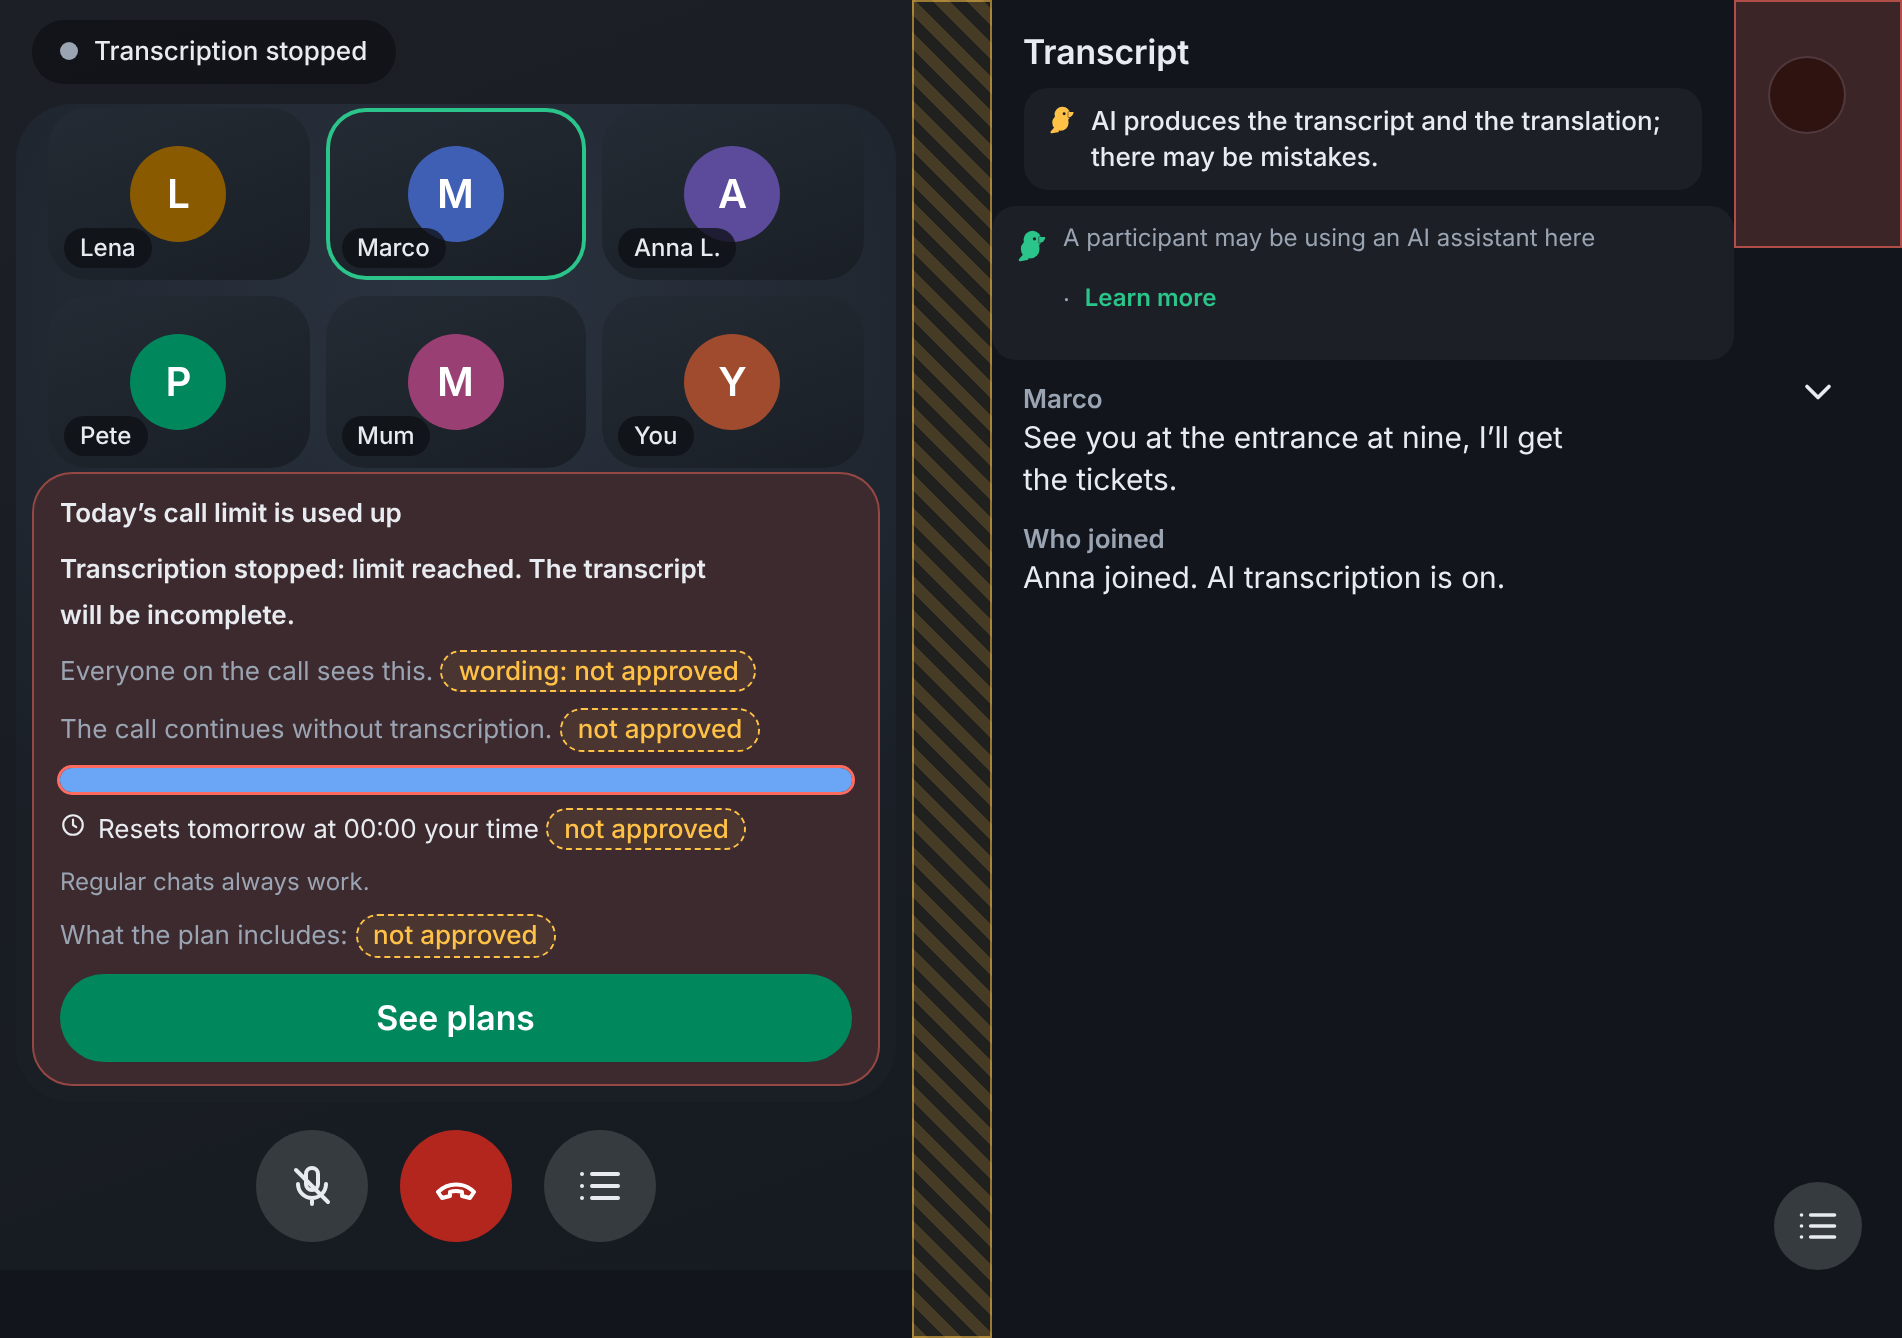 Transcription stopped
L
Lena
M
Marco
A
Anna L.
P
Pete
M
Mum
Y
You
Today’s call limit is used up
Transcription stopped: limit reached. The transcript
will be incomplete.
Everyone on the call sees this. wording: not approved
The call continues without transcription. not approved
Resets tomorrow at 00:00 your time not approved
Regular chats always work.
What the plan includes: not approved
See plans
Transcript
AI produces the transcript and the translation;
there may be mistakes.
A participant may be using an AI assistant here
· Learn more
Marco
See you at the entrance at nine, I’ll get
the tickets.
Who joined
Anna joined. AI transcription is on.